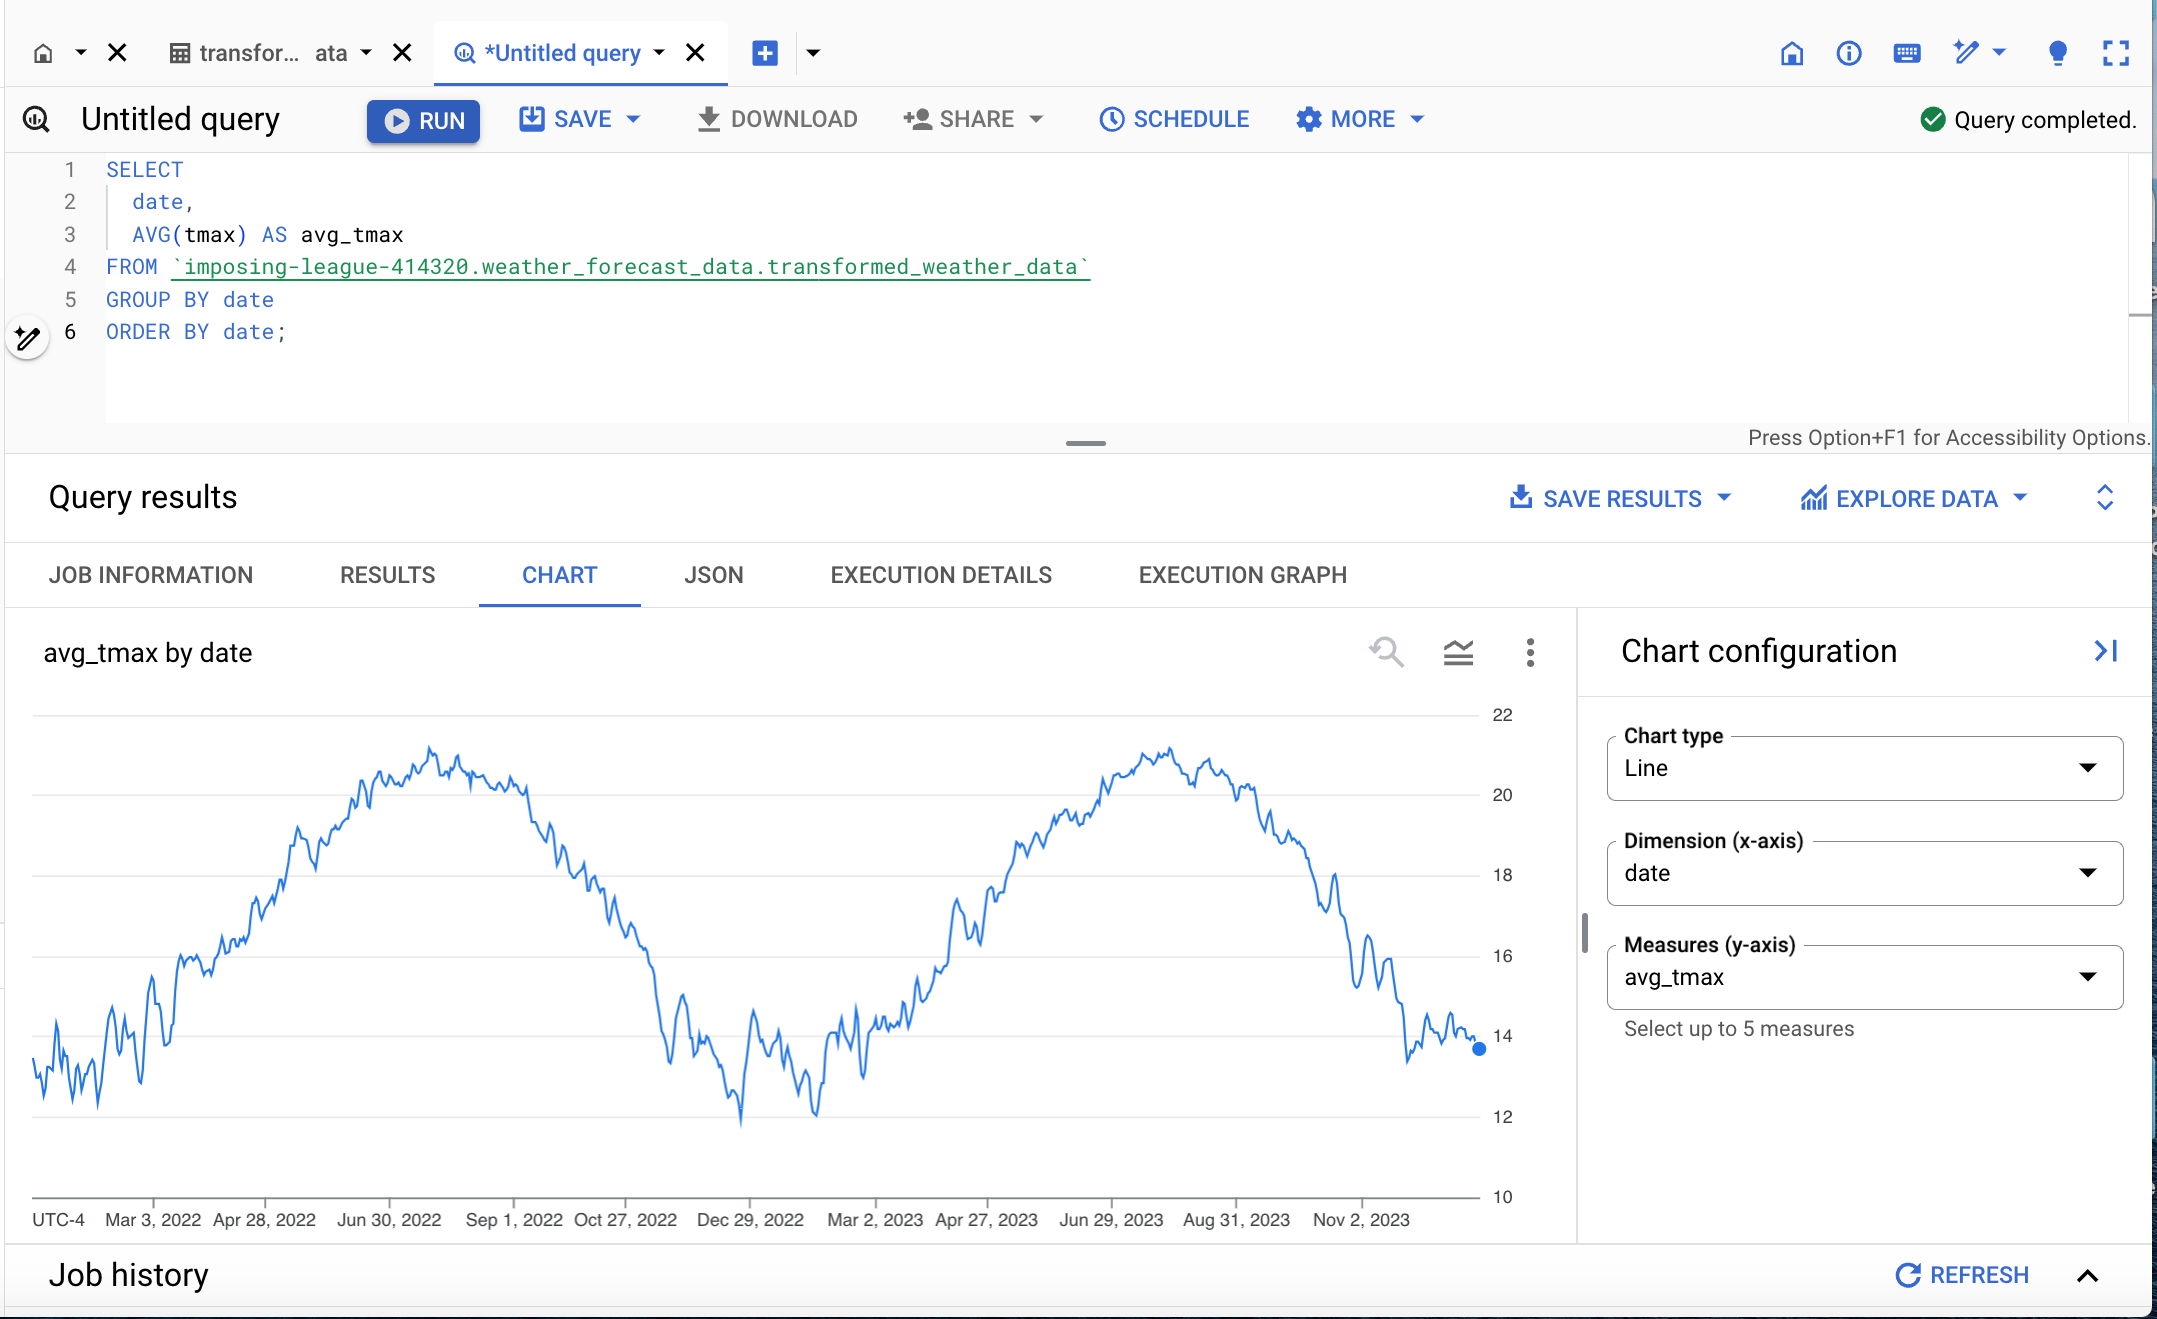 transfor... ata
*Untitled query
Untitled query
RUN
SAVE
DOWNLOAD
SHARE
SCHEDULE
MORE
Query completed.
1 SELECT
2 date,
3 AVG(tmax) AS avg_tmax
4 FROM `imposing-league-414320.weather_forecast_data.transformed_weather_data`
5 GROUP BY date
6 ORDER BY date;
Press Option+F1 for Accessibility Options.
Query results
SAVE RESULTS
EXPLORE DATA
JOB INFORMATION
RESULTS
CHART
JSON
EXECUTION DETAILS
EXECUTION GRAPH
avg_tmax by date
22
20
18
16
14
12
10
UTC-4
Mar 3, 2022
Apr 28, 2022
Jun 30, 2022
Sep 1, 2022
Oct 27, 2022
Dec 29, 2022
Mar 2, 2023
Apr 27, 2023
Jun 29, 2023
Aug 31, 2023
Nov 2, 2023
Chart configuration
Chart type
Line
Dimension (x-axis)
date
Measures (y-axis)
avg_tmax
Select up to 5 measures
Job history
REFRESH